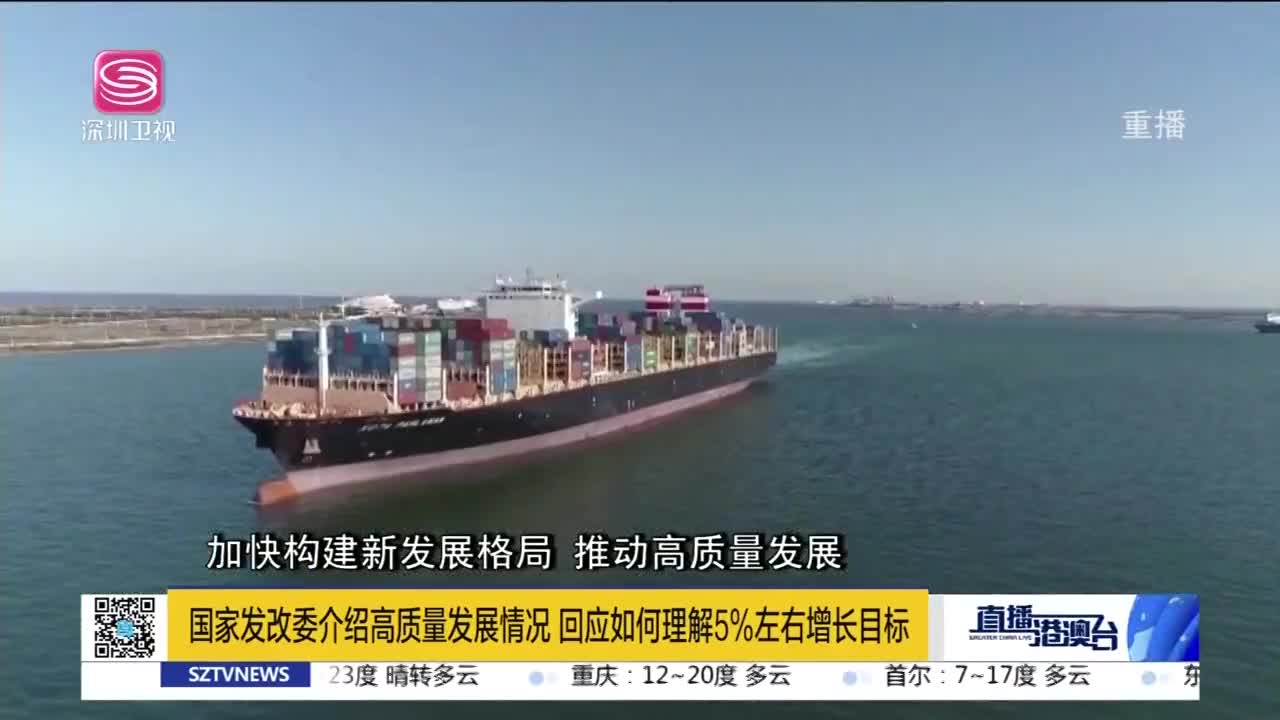 深圳卫视
重播
加快构建新发展格局 推动高质量发展
国家发改委介绍高质量发展情况 回应如何理解5%左右增长目标
直播港澳台
GREATER CHINA LIVE
SZTVNEWS
23度 晴转多云 重庆：12~20度 多云 首尔：7~17度 多云 东